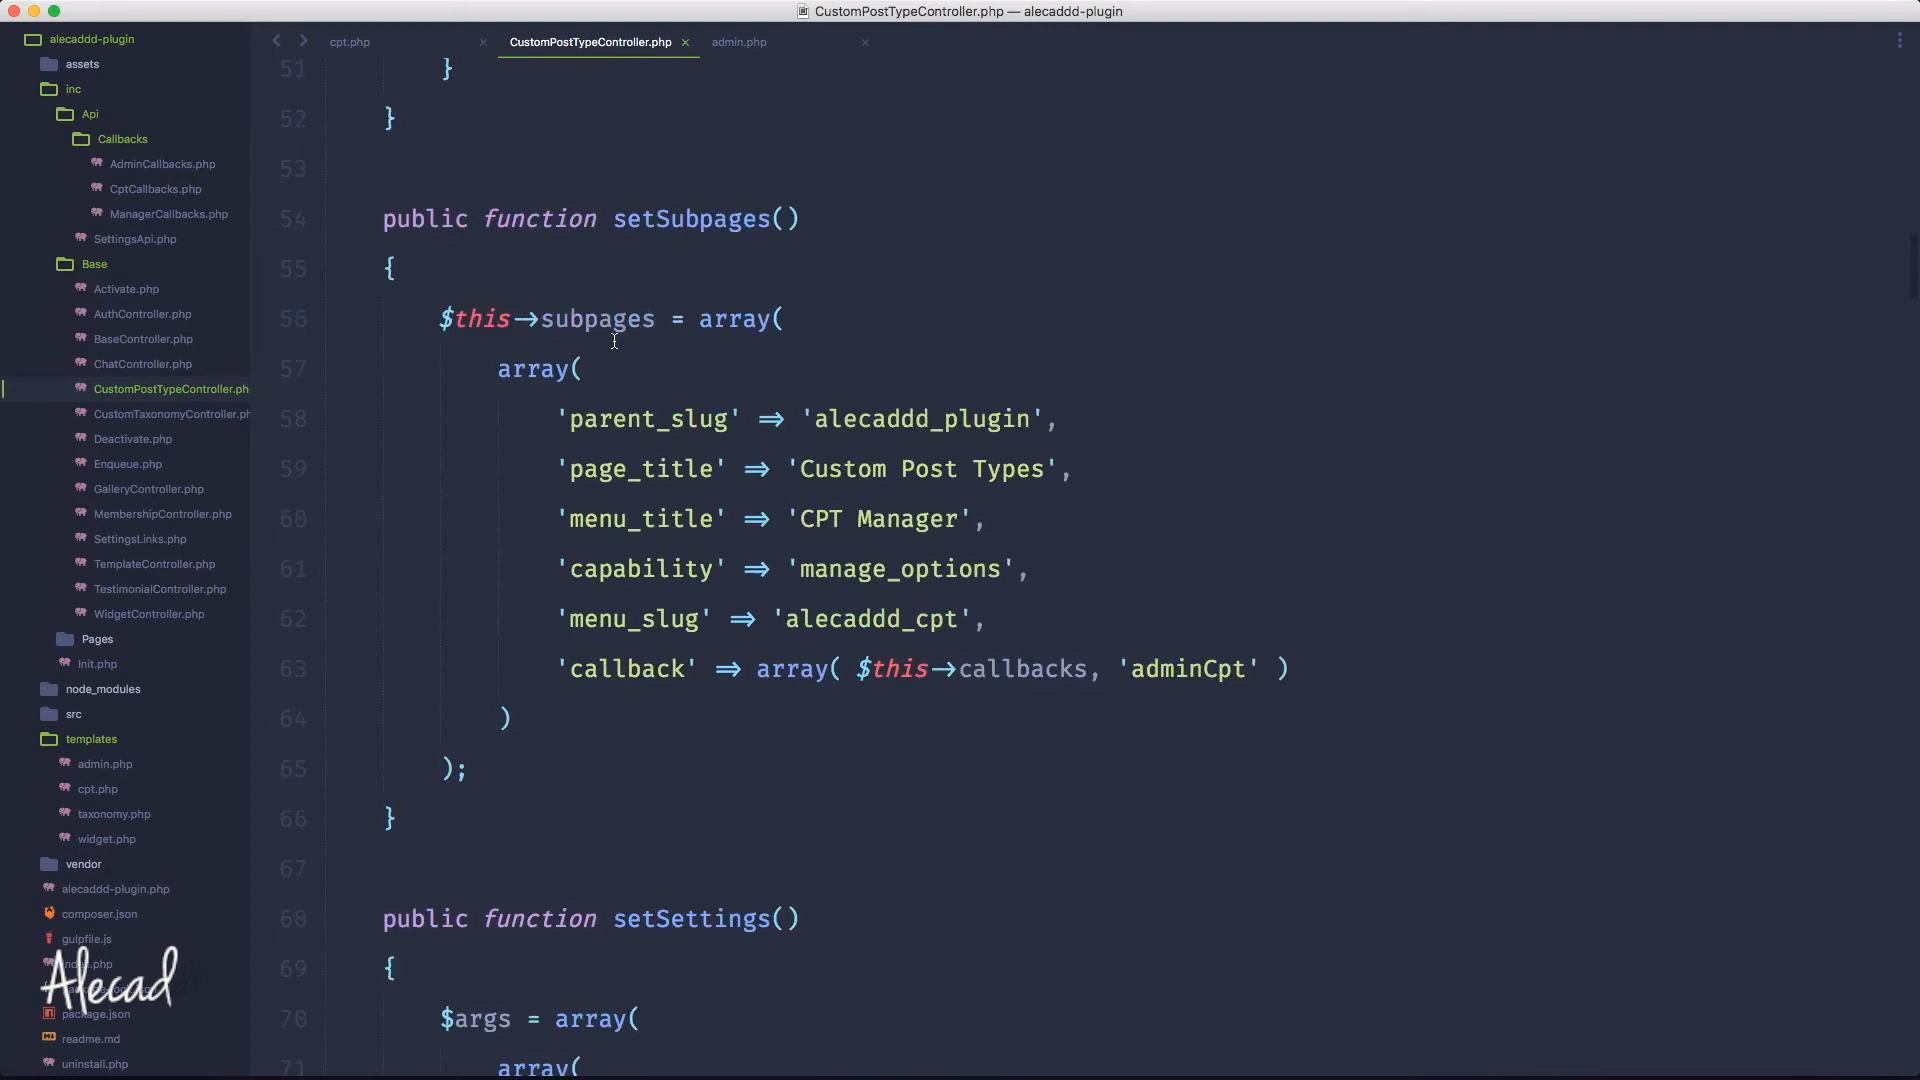 CustomPostTypeController.php — alecaddd-plugin
alecaddd-plugin
assets
inc
Api
Callbacks
AdminCallbacks.php
CptCallbacks.php
ManagerCallbacks.php
SettingsApi.php
Base
Activate.php
AuthController.php
BaseController.php
ChatController.php
CustomPostTypeController.ph
CustomTaxonomyController.ph
Deactivate.php
Enqueue.php
GalleryController.php
MembershipController.php
SettingsLinks.php
TemplateController.php
TestimonialController.php
WidgetController.php
Pages
Init.php
node_modules
src
templates
admin.php
cpt.php
taxonomy.php
widget.php
vendor
alecaddd-plugin.php
composer.json
gulpfile.js
Alecad
package.json
readme.md
uninstall.php
cpt.php × CustomPostTypeController.php × admin.php ×
51 }
52 }
53
54 public function setSubpages()
55 {
56 $this->subpages = array(
57 array(
58 'parent_slug' => 'alecaddd_plugin',
59 'page_title' => 'Custom Post Types',
60 'menu_title' => 'CPT Manager',
61 'capability' => 'manage_options',
62 'menu_slug' => 'alecaddd_cpt',
63 'callback' => array( $this->callbacks, 'adminCpt' )
64 )
65 );
66 }
67
68 public function setSettings()
69 {
70 $args = array(
71 array(